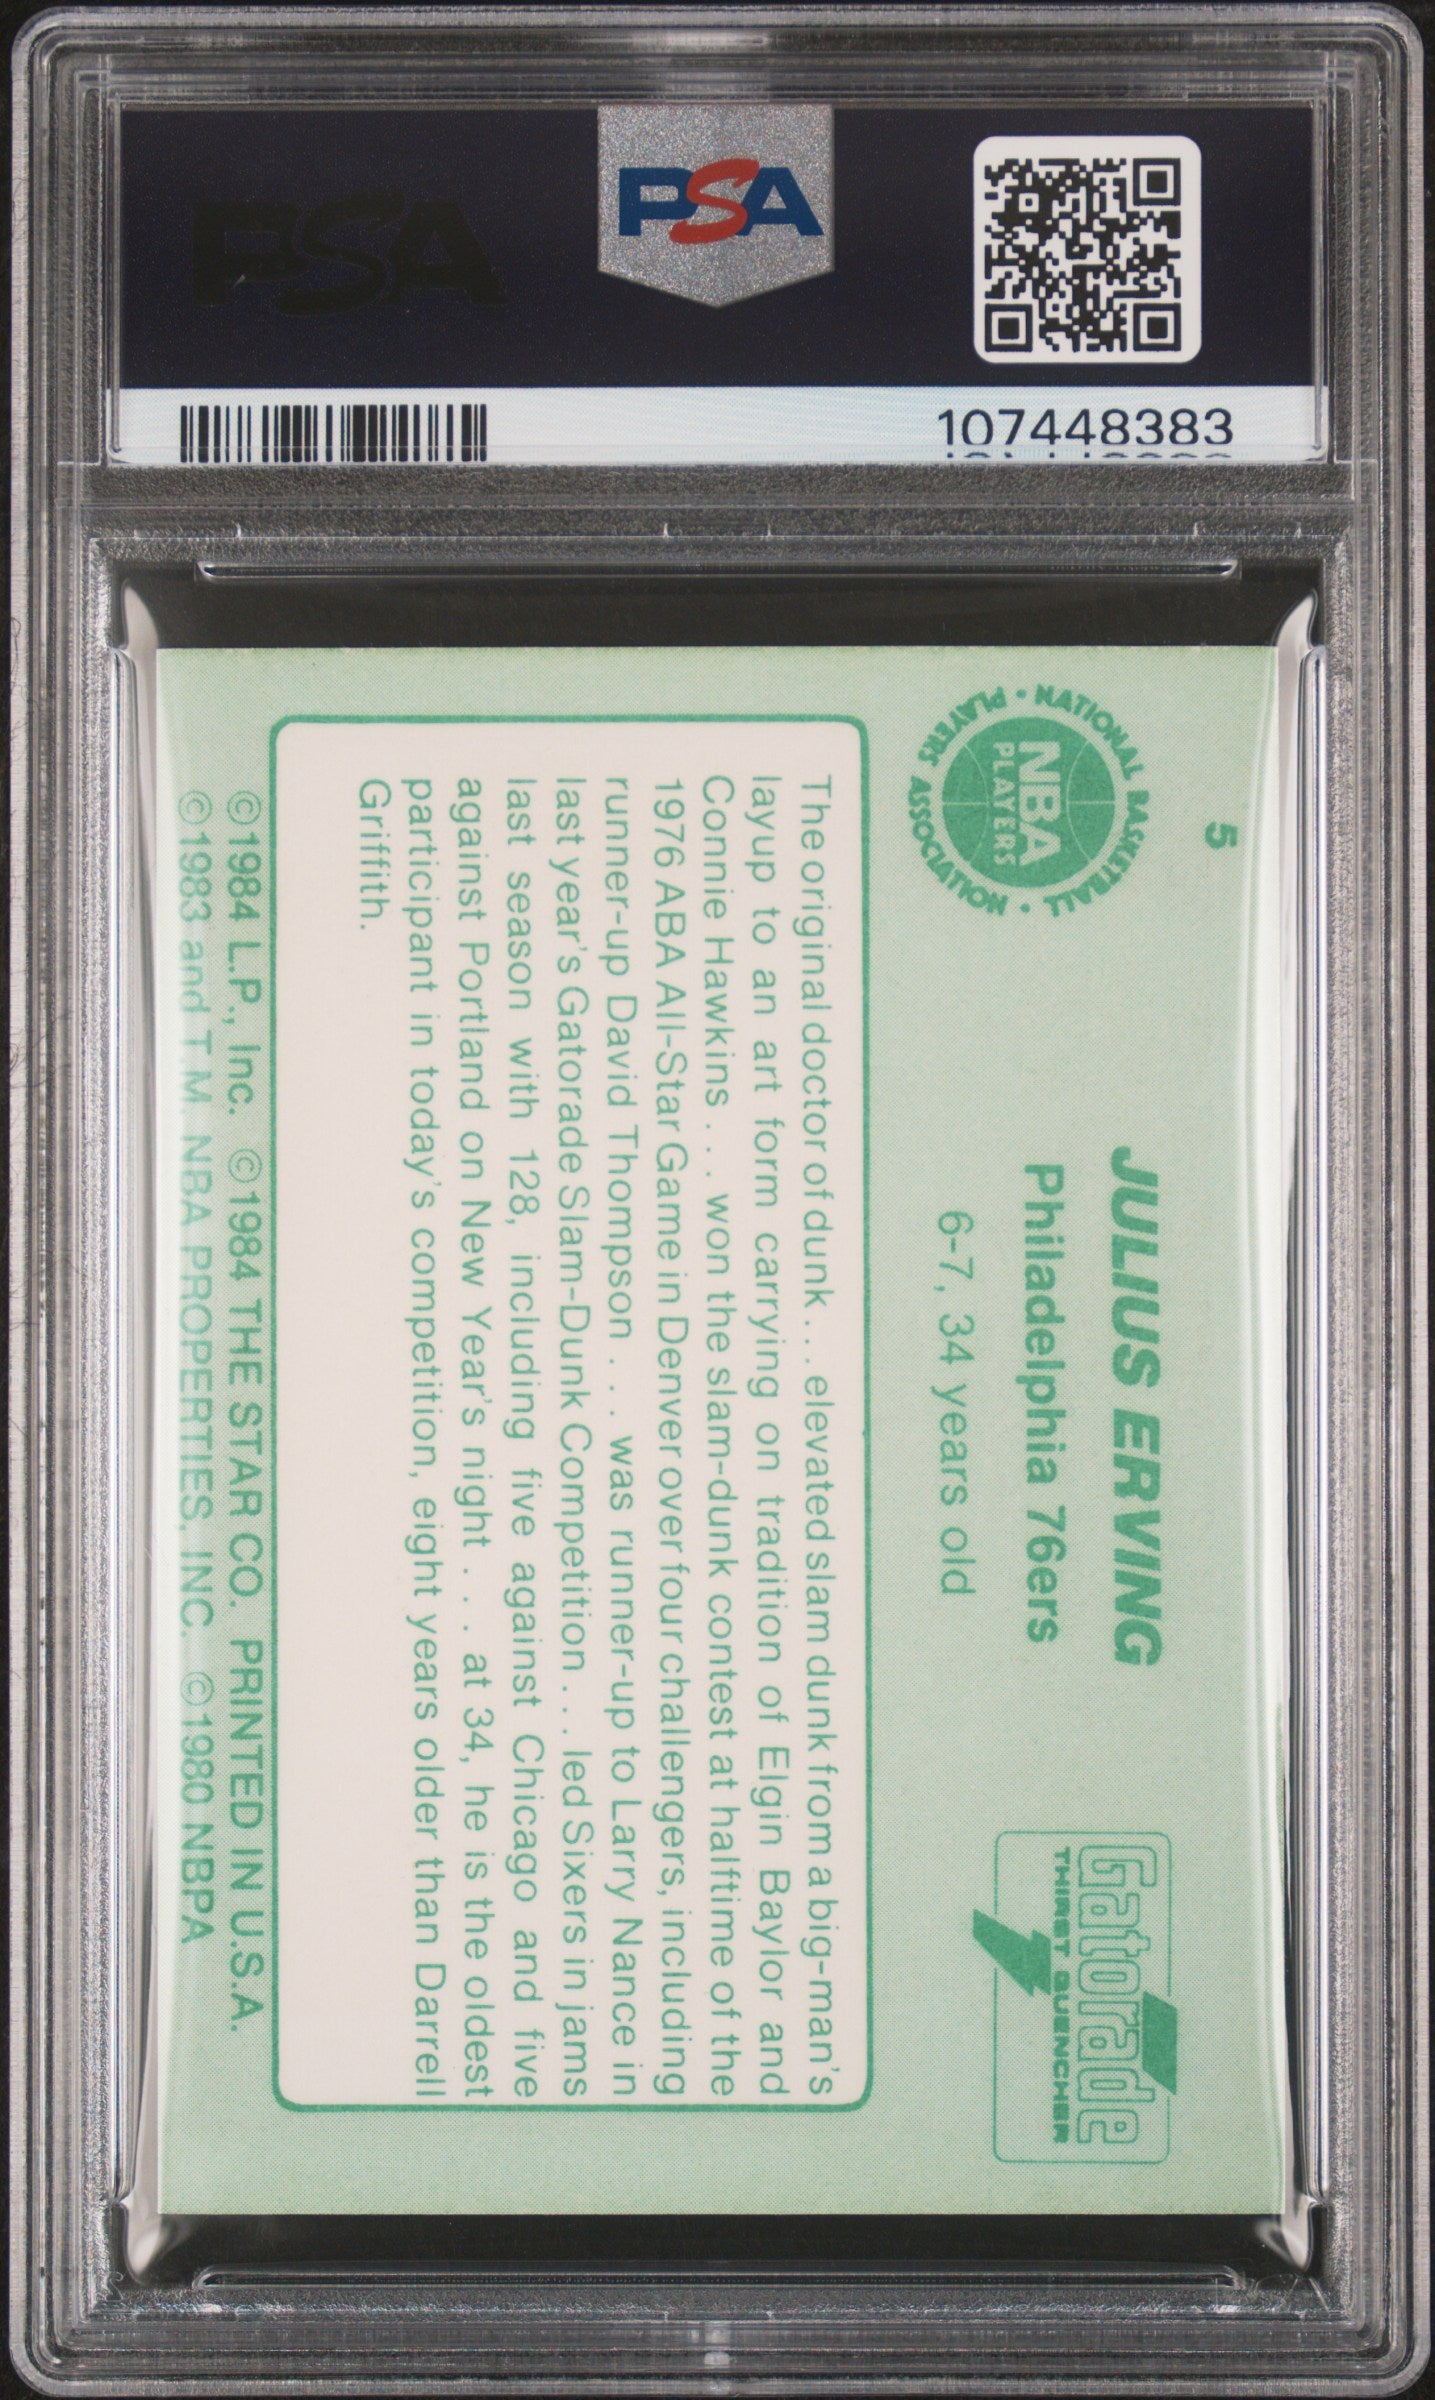 PSA
PSA
107448383
5
NATIONAL BASKETBALL PLAYERS ASSOCIATION
NBA
PLAYERS
JULIUS ERVING
Philadelphia 76ers
6-7, 34 years old
Gatorade
THIRST QUENCHER
The original doctor of dunk . . . elevated slam dunk from a big-man's
layup to an art form carrying on tradition of Elgin Baylor and
Connie Hawkins . . . won the slam-dunk contest at halftime of the
1976 ABA All-Star Game in Denver over four challengers, including
runner-up David Thompson . . . was runner-up to Larry Nance in
last year's Gatorade Slam-Dunk Competition . . . led Sixers in jams
last season with 128, including five against Chicago and five
against Portland on New Year's night . . . at 34, he is the oldest
participant in today's competition, eight years older than Darrell
Griffith.
©1984 L.P., Inc. ©1984 THE STAR CO. PRINTED IN U.S.A.
©1983 and T.M. NBA PROPERTIES, INC. ©1980 NBPA